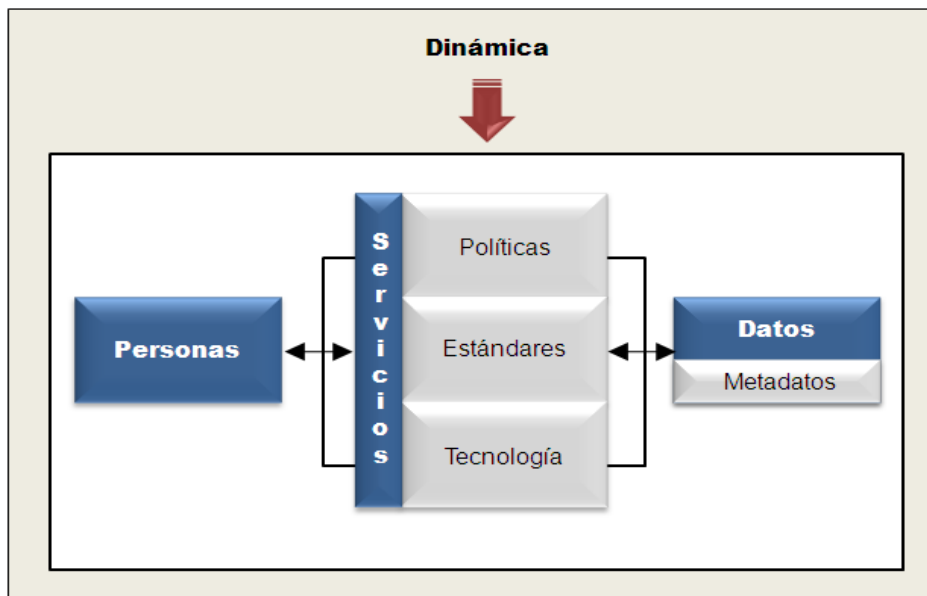 Dinámica
Personas
Servicios
Políticas
Estándares
Tecnología
Datos
Metadatos